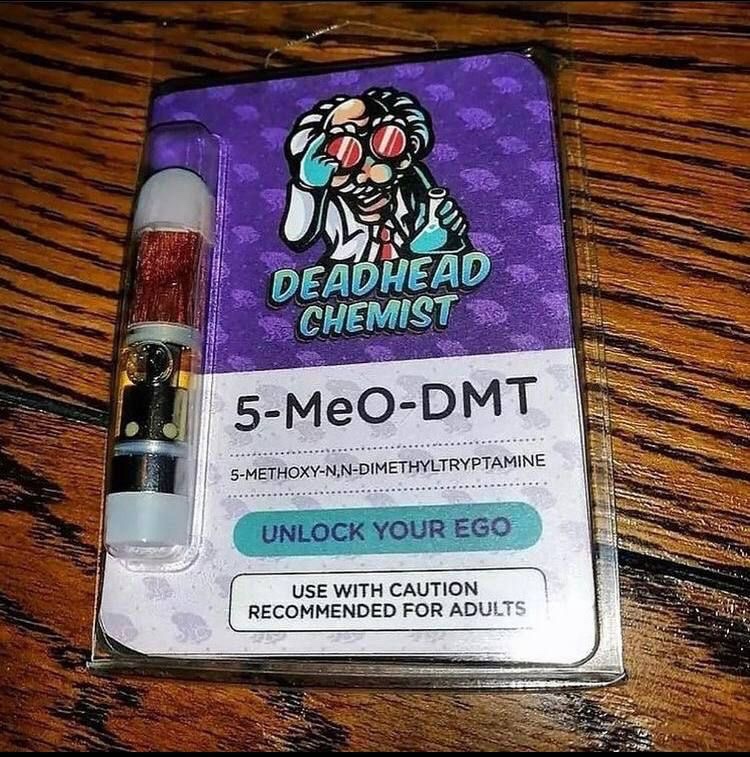 DEADHEAD
CHEMIST
5-MeO-DMT
5-METHOXY-N,N-DIMETHYLTRYPTAMINE
UNLOCK YOUR EGO
USE WITH CAUTION
RECOMMENDED FOR ADULTS